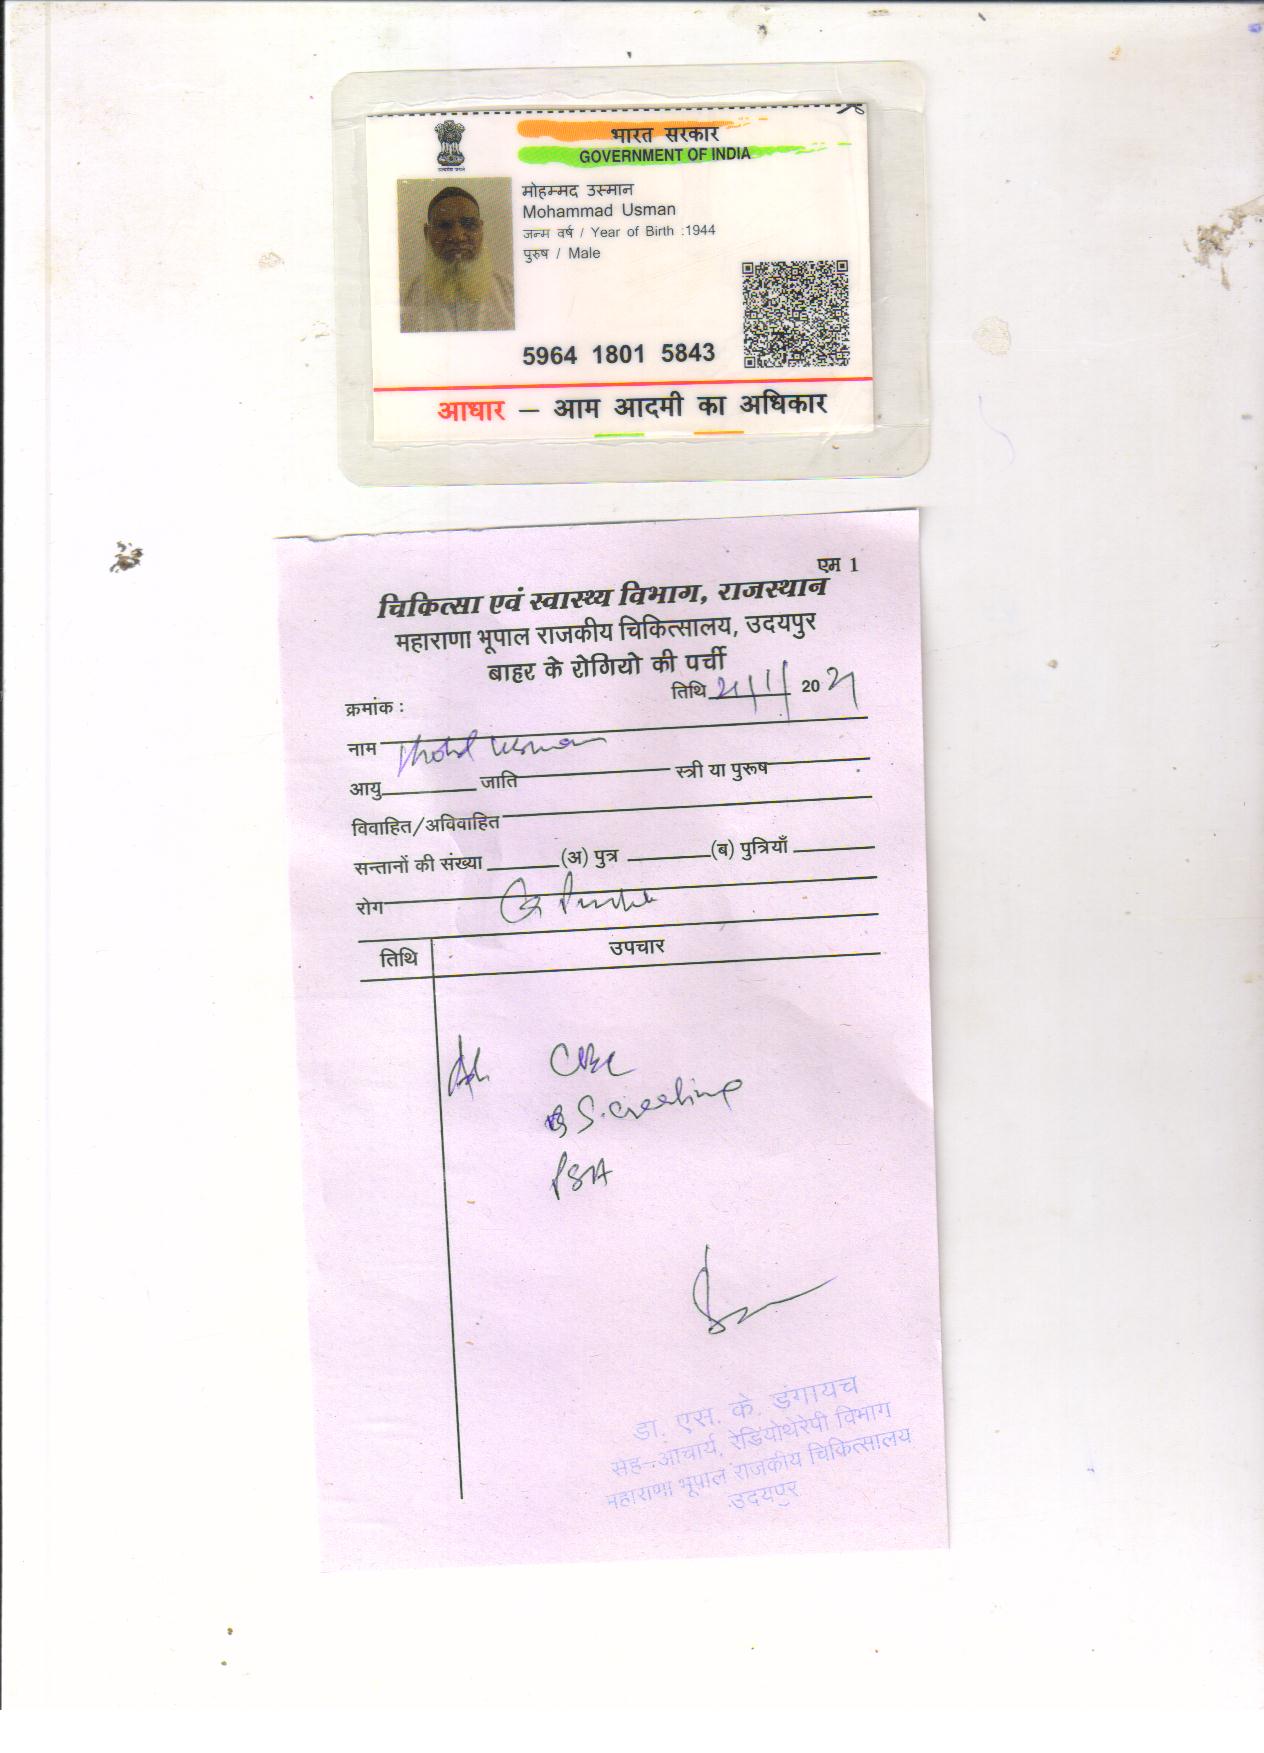 भारत सरकार
GOVERNMENT OF INDIA
मोहम्मद उस्मान
Mohammad Usman
जन्म वर्ष / Year of Birth :1944
पुरुष / Male
5964 1801 5843
आधार – आम आदमी का अधिकार
एम 1
चिकित्सा एवं स्वास्थ्य विभाग, राजस्थान
महाराणा भूपाल राजकीय चिकित्सालय, उदयपुर
बाहर के रोगियो की पर्ची
तिथि 21/1/ 2021
क्रमांक :
नाम Mohd Usman
आयु जाति स्त्री या पुरूष
विवाहित/अविवाहित
सन्तानों की संख्या (अ) पुत्र (ब) पुत्रियाँ
रोग Ca
तिथि उपचार
CBC
S. Creatinine
PSA
डा. एस. के. डंगायच
सह-आचार्य, रेडियोथेरेपी विभाग
महाराणा भूपाल राजकीय चिकित्सालय
उदयपुर